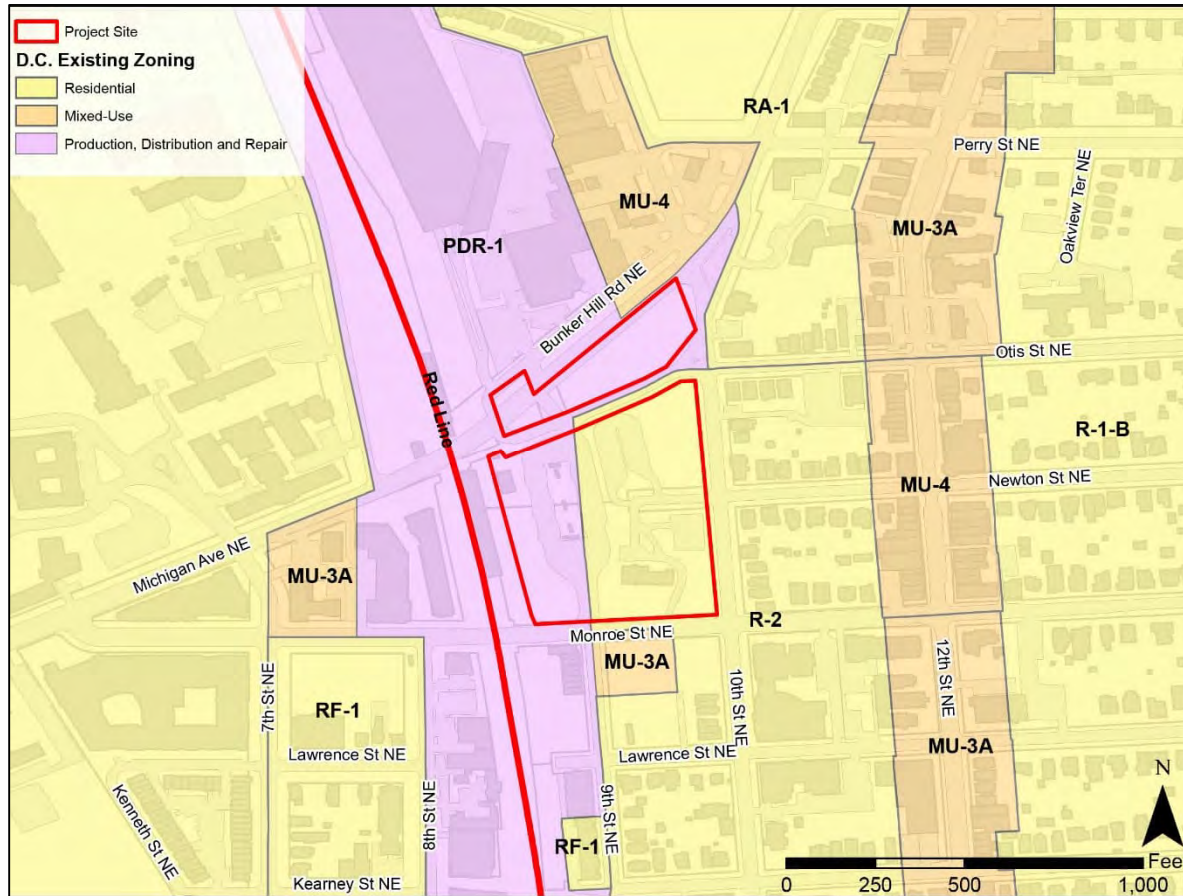 Project Site
D.C. Existing Zoning
Residential
Mixed-Use
Production, Distribution and Repair
RA-1
Perry St NE
Oakview Ter NE
MU-4
MU-3A
PDR-1
Bunker Hill Rd NE
Otis St NE
Red Line
R-1-B
MU-4
Newton St NE
Michigan Ave NE
MU-3A
Monroe St NE
R-2
MU-3A
7th St NE
RF-1
10th St NE
12th St NE
Lawrence St NE
Lawrence St NE
MU-3A
Kenneth St NE
8th St NE
9th St NE
RF-1
Kearney St NE
N
Fee
0 250 500 1,000